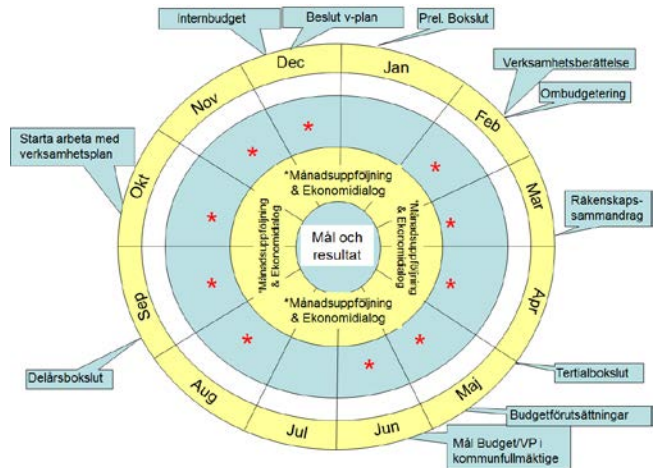 Internbudget
Beslut v-plan
Prel. Bokslut
Verksamhetsberättelse
Ombudgetering
Räkenskaps-
sammandrag
Tertialbokslut
Budgetförutsättningar
Mål Budget/VP i
kommunfullmäktige
Delårsbokslut
Starta arbeta med
verksamhetsplan
Jan
Feb
Mar
Apr
Maj
Jun
Jul
Aug
Sep
Okt
Nov
Dec
*
*
*
*
*
*
*
*
*
*
*Månadsuppföljning
& Ekonomidialog
*Månadsuppföljning
& Ekonomidialog
*Månadsuppföljning
& Ekonomidialog
*Månadsuppföljning
& Ekonomidialog
Mål och
resultat